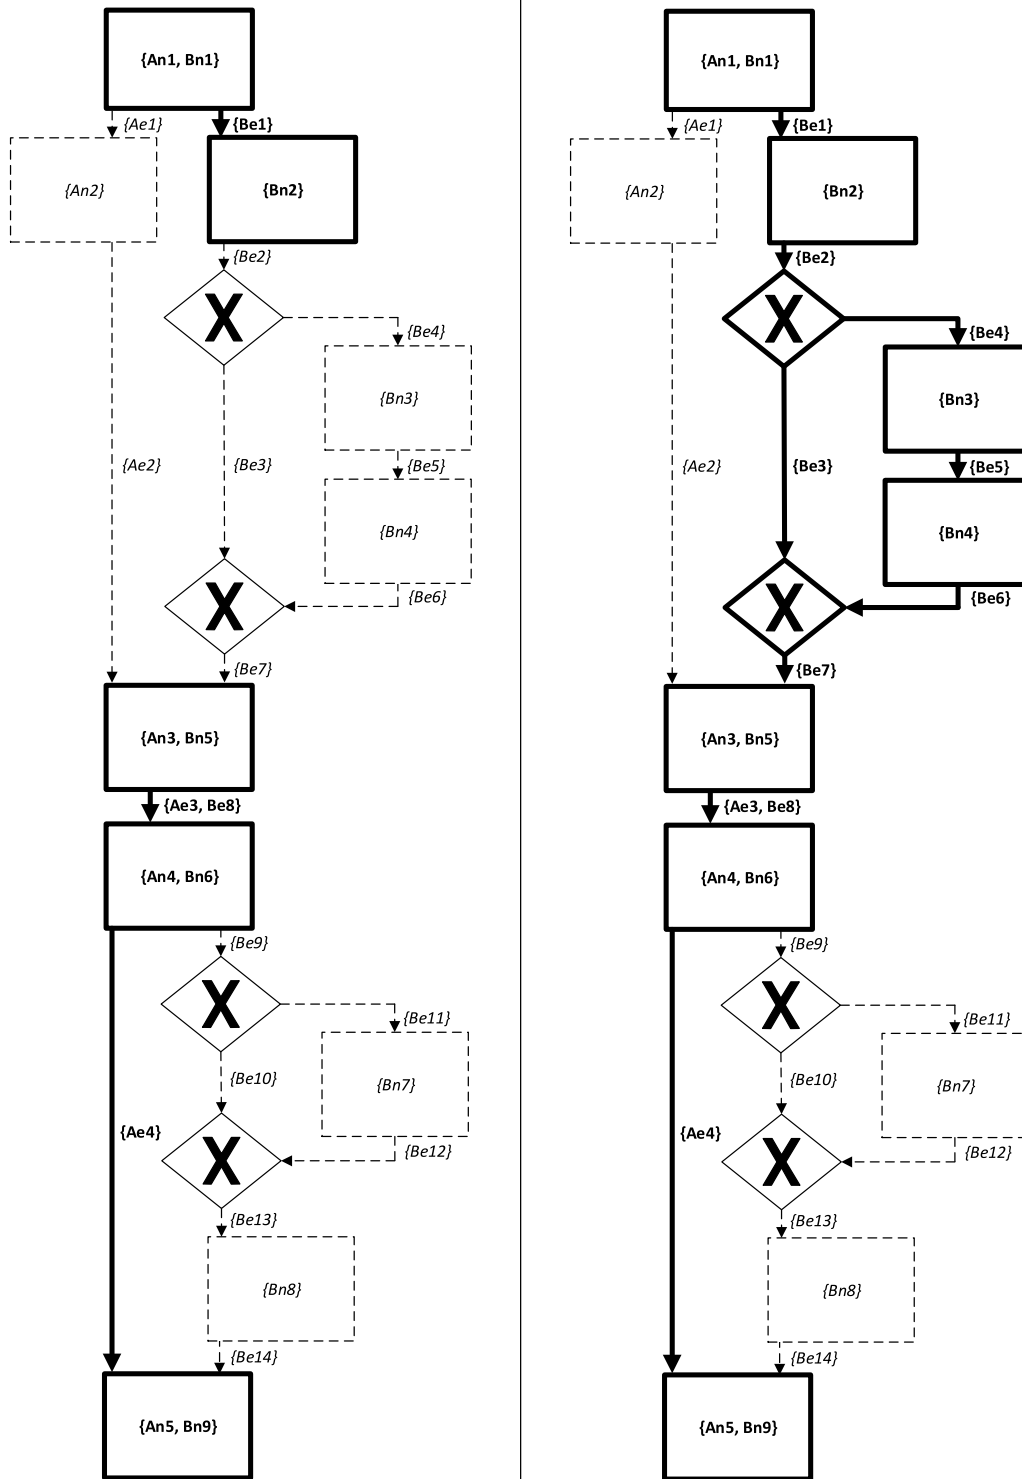 {An1, Bn1}
{Ae1}
{Be1}
{An2}
{Bn2}
{Be2}
X
{Be4}
{Bn3}
{Ae2}
{Be3}
{Be5}
{Bn4}
X
{Be6}
{Be7}
{An3, Bn5}
{Ae3, Be8}
{An4, Bn6}
{Be9}
X
{Be11}
{Be10}
{Bn7}
{Ae4}
X
{Be12}
{Be13}
{Bn8}
{Be14}
{An5, Bn9}
{An1, Bn1}
{Ae1}
{Be1}
{An2}
{Bn2}
{Be2}
X
{Be4}
{Bn3}
{Ae2}
{Be3}
{Be5}
{Bn4}
X
{Be6}
{Be7}
{An3, Bn5}
{Ae3, Be8}
{An4, Bn6}
{Be9}
X
{Be11}
{Be10}
{Bn7}
{Ae4}
X
{Be12}
{Be13}
{Bn8}
{Be14}
{An5, Bn9}